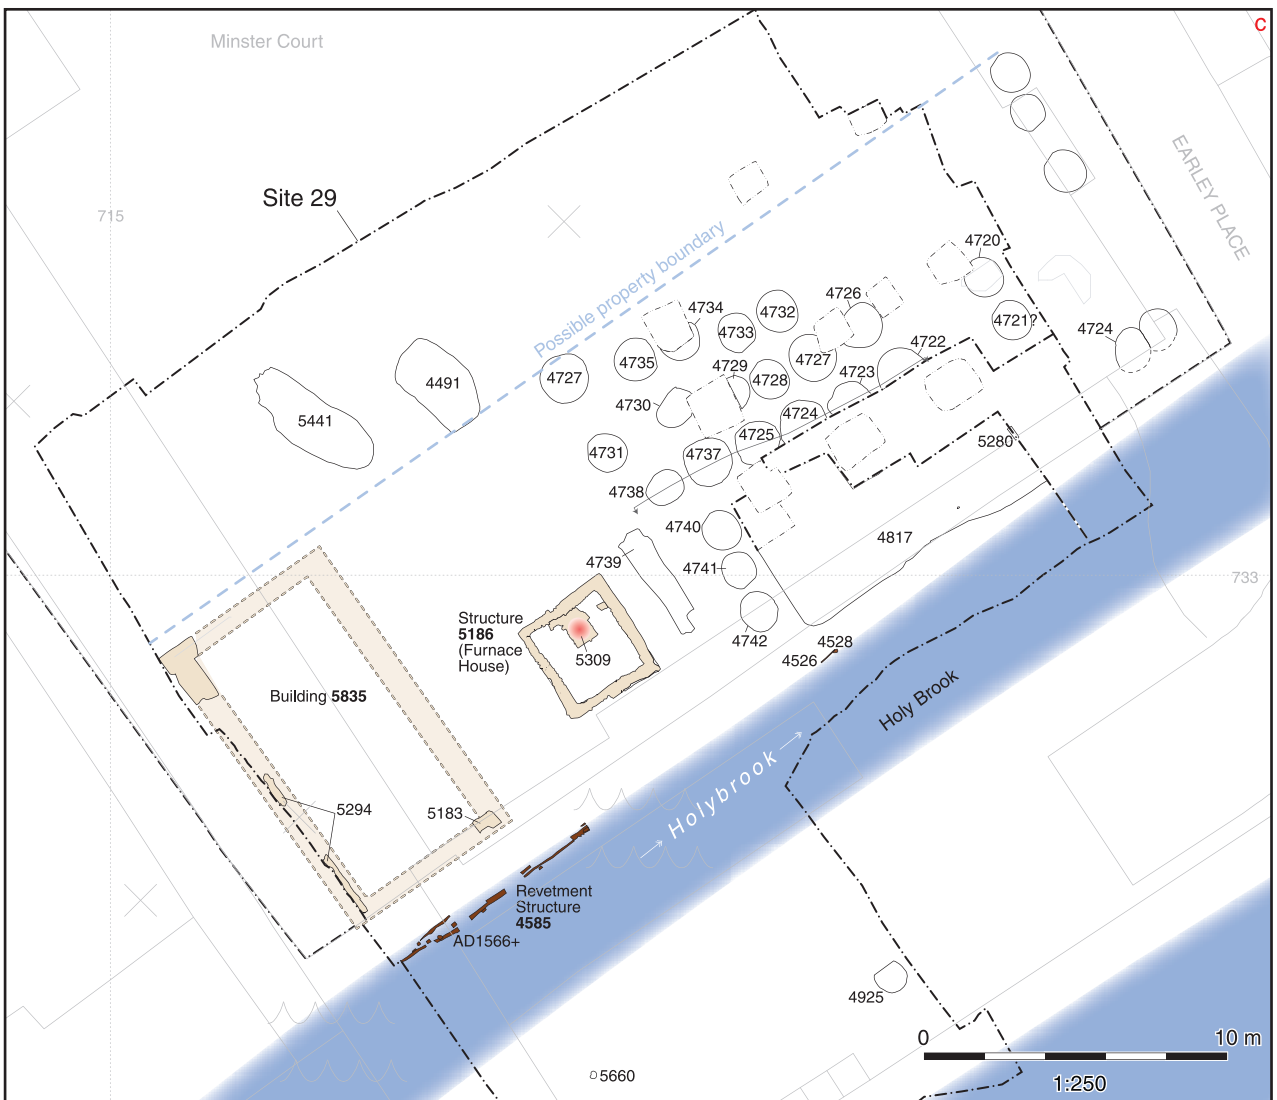 C
Minster Court
EARLEY PLACE
Site 29
715
Possible property boundary
4720
4721?
4724
4726
4732
4734
4733
4722
4735
4727
4729
4728
4727
4723
4491
4730
4724
5441
4725
5280
4731
4737
4738
4740
4817
4739
4741
733
Structure
5186
(Furnace
House)
4742
4528
4526
5309
Building 5835
Holy Brook
Holybrook
5294
5183
Revetment
Structure
4585
AD1566+
4925
0
10 m
5660
1:250